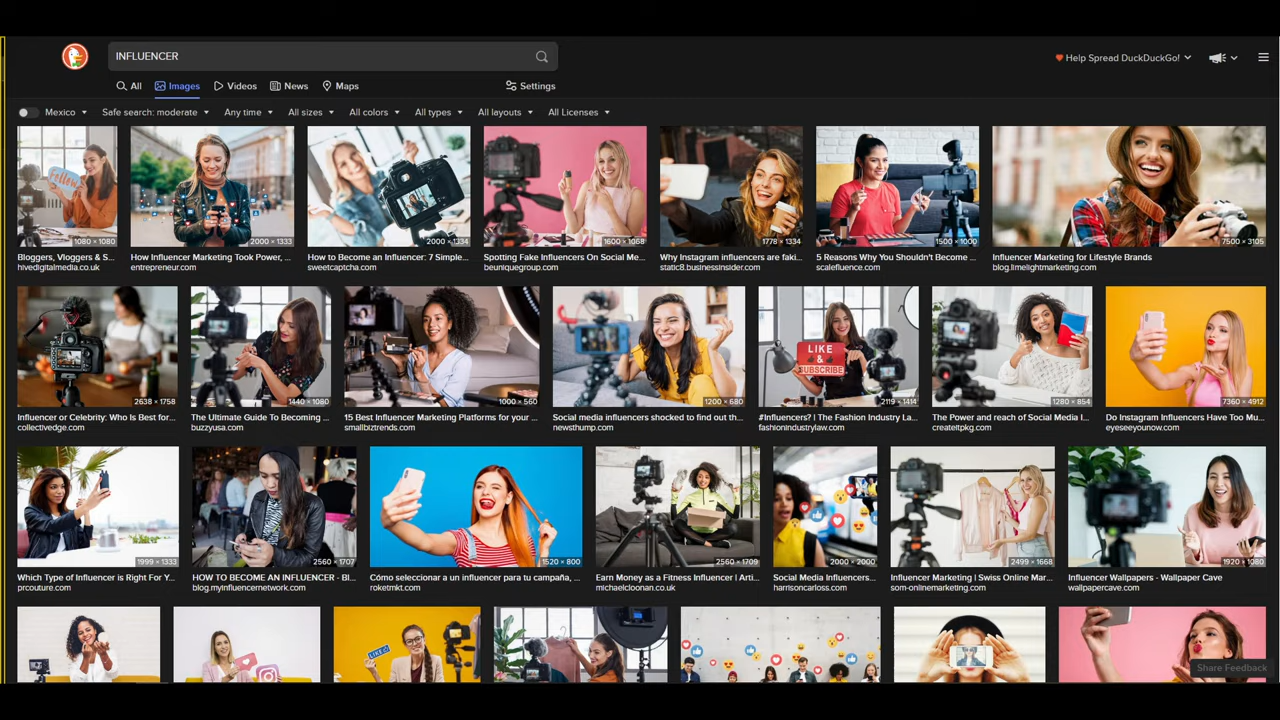 INFLUENCER
Help Spread DuckDuckGo!
All Images Videos News Maps Settings
Mexico Safe search: moderate Any time All sizes All colors All types All layouts All Licenses
Follow
1080 × 1080 2000 × 1333 2000 × 1334 1600 × 1068 1778 × 1334 1500 × 1000 7500 × 3105
Bloggers, Vloggers & S... How Influencer Marketing Took Power, ... How to Become an Influencer: 7 Simple... Spotting Fake Influencers On Social Me... Why Instagram influencers are faki... 5 Reasons Why You Shouldn't Become ... Influencer Marketing for Lifestyle Brands
hivedigitalmedia.co.uk entrepreneur.com sweetcaptcha.com beuniquegroup.com static8.businessinsider.com scalefluence.com blog.limelightmarketing.com
LIKE
&
SUBSCRIBE
2638 × 1758 1440 × 1080 1000 × 560 1200 × 680 2119 × 1414 1280 × 854 7360 × 4912
Influencer or Celebrity: Who Is Best for... The Ultimate Guide To Becoming ... 15 Best Influencer Marketing Platforms for your ... Social media influencers shocked to find out th... #Influencers? | The Fashion Industry La... The Power and reach of Social Media I... Do Instagram Influencers Have Too Mu...
collectivedge.com buzzyusa.com smallbiztrends.com newsthump.com fashionindustrylaw.com createitpkg.com eyeseeyounow.com
1999 × 1333 2560 × 1707 1520 × 800 2560 × 1709 2000 × 2000 2499 × 1668 1920 × 1080
Which Type of Influencer is Right For Y... HOW TO BECOME AN INFLUENCER - Bl... Cómo seleccionar a un influencer para tu campaña, ... Earn Money as a Fitness Influencer | Arti... Social Media Influencers... Influencer Marketing | Swiss Online Mar... Influencer Wallpapers - Wallpaper Cave
prcouture.com blog.myinfluencernetwork.com roketmkt.com michaelcloonan.co.uk harrisoncarloss.com som-onlinemarketing.com wallpapercave.com
LIKE
Share Feedback